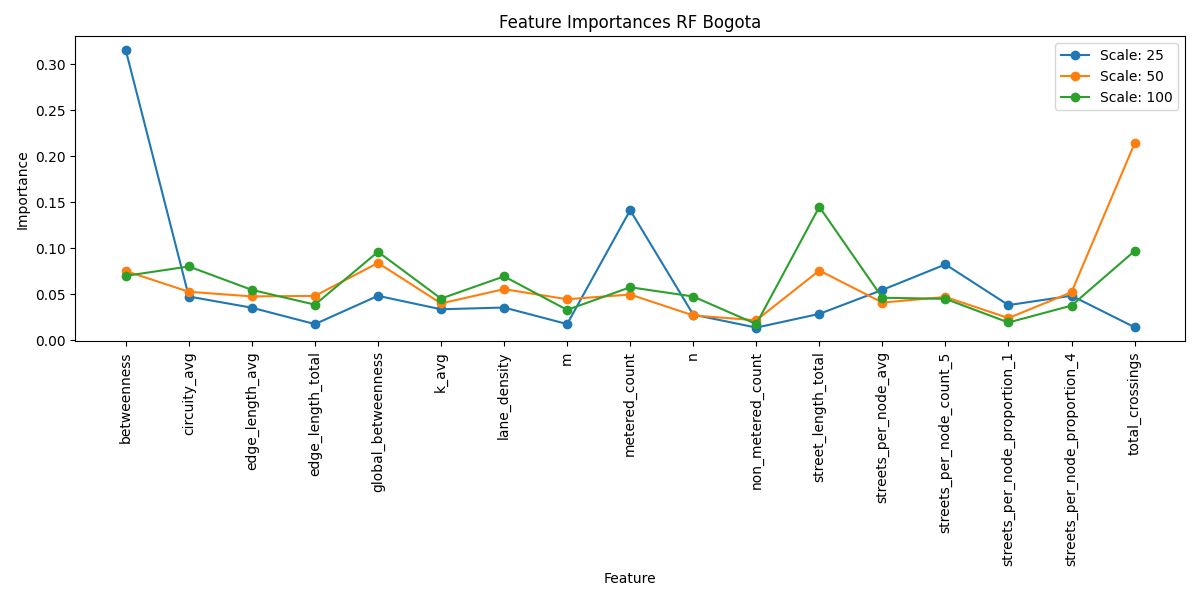 Feature Importances RF Bogota
Scale: 25
Scale: 50
Scale: 100
Importance
0.30
0.25
0.20
0.15
0.10
0.05
0.00
betweenness
circuity_avg
edge_length_avg
edge_length_total
global_betweenness
k_avg
lane_density
m
metered_count
n
non_metered_count
street_length_total
streets_per_node_avg
streets_per_node_count_5
streets_per_node_proportion_1
streets_per_node_proportion_4
total_crossings
Feature